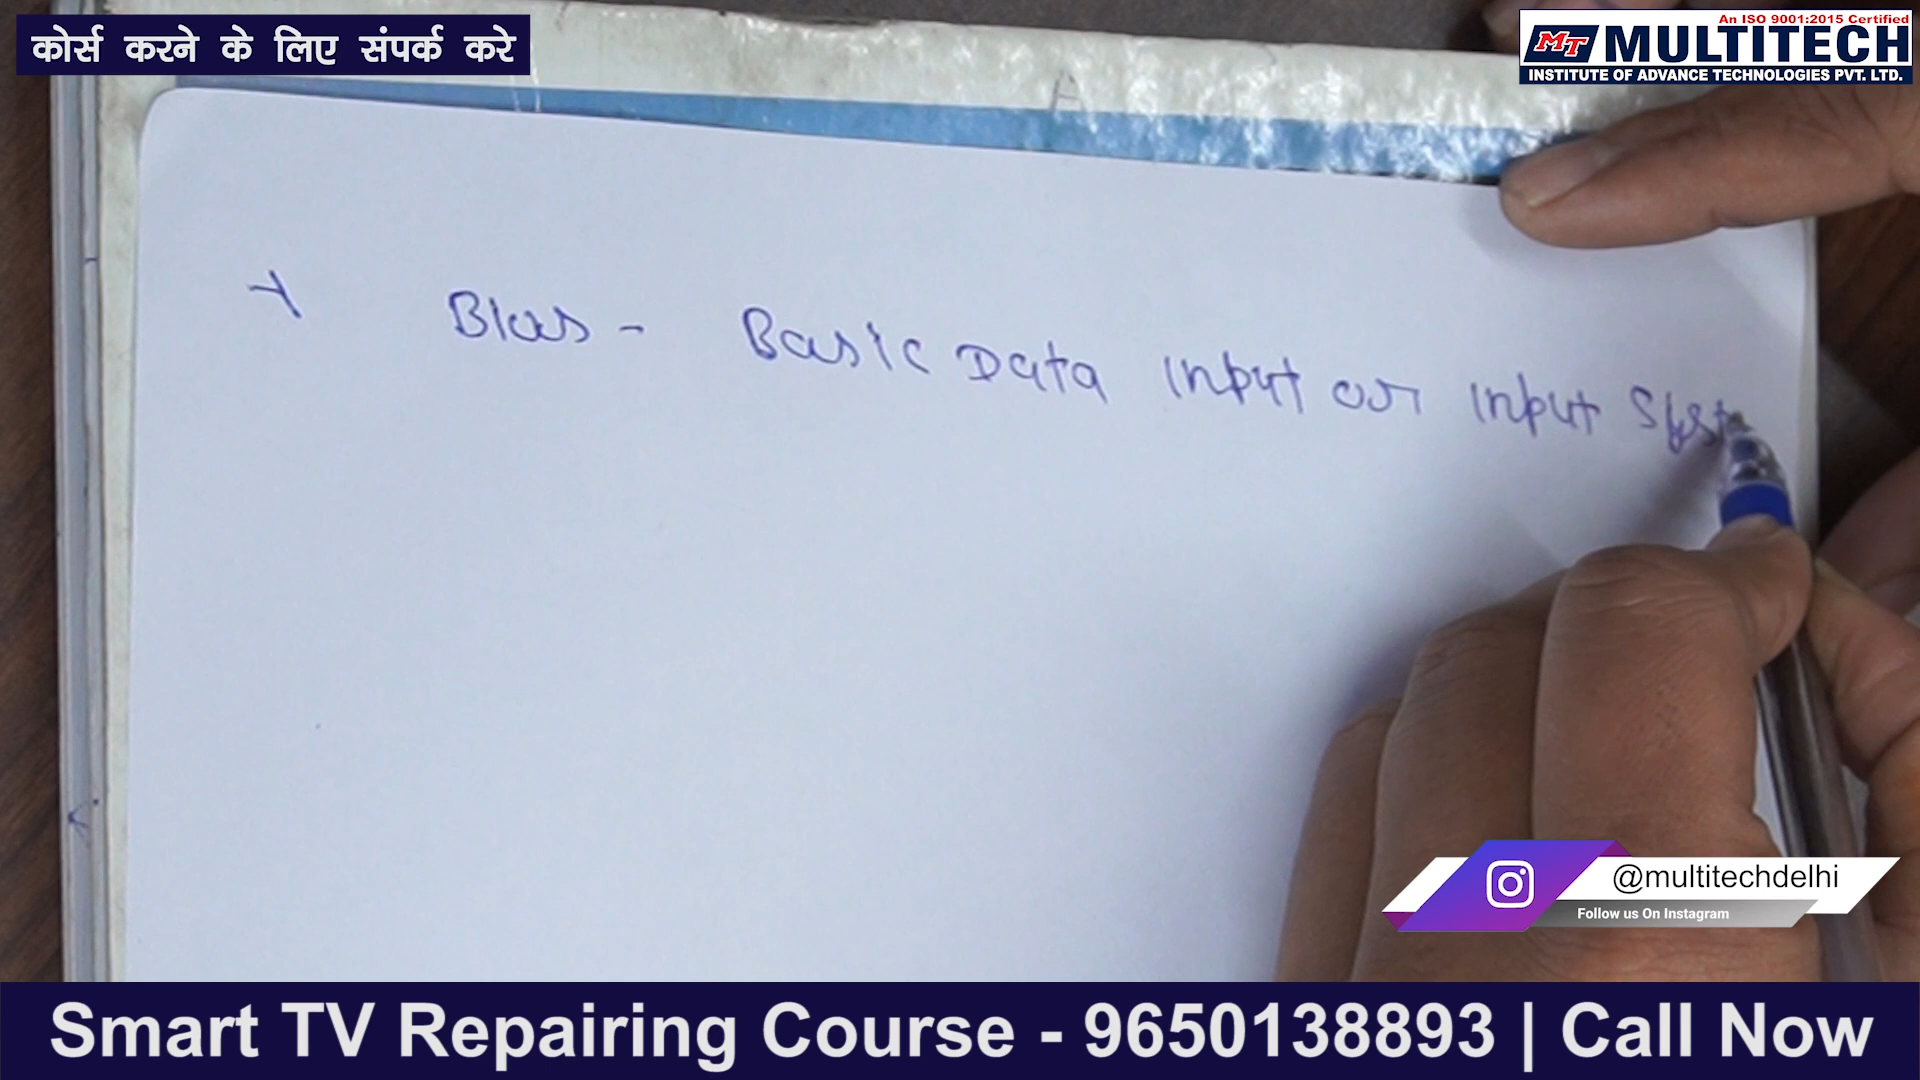 कोर्स करने के लिए संपर्क करे
An ISO 9001:2015 Certified
MT MULTITECH
INSTITUTE OF ADVANCE TECHNOLOGIES PVT. LTD.
Bias - Basic Data Input or Input Syst
@multitechdelhi
Follow us On Instagram
Smart TV Repairing Course - 9650138893 | Call Now